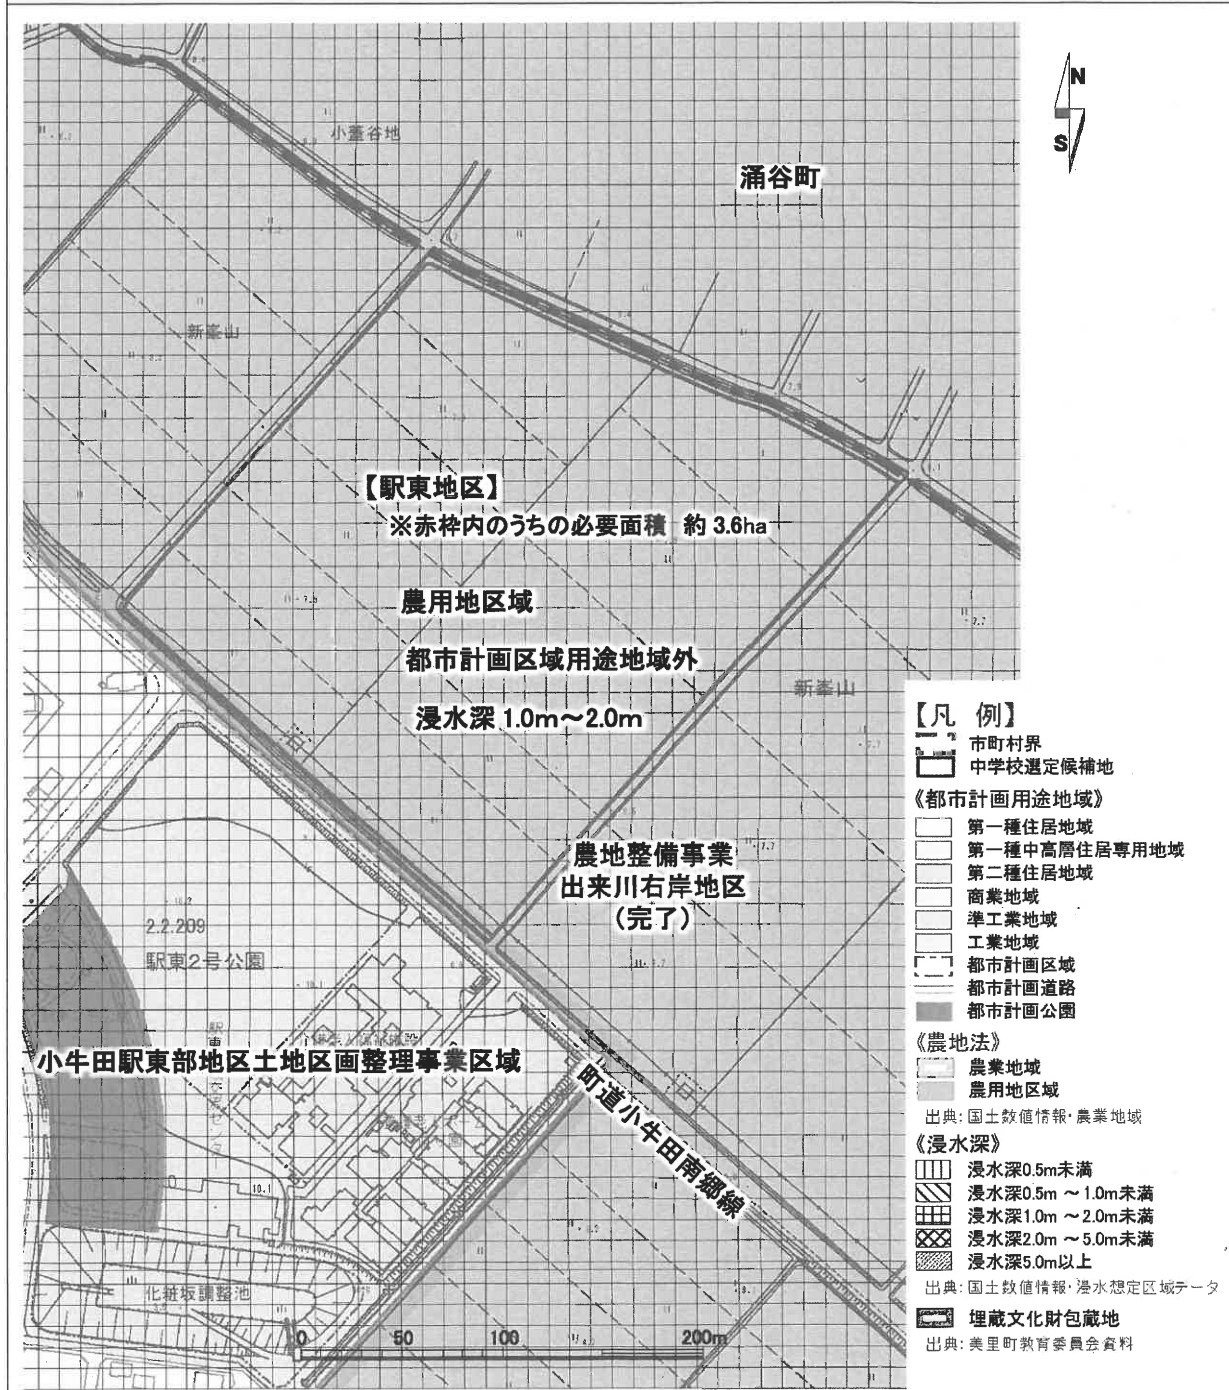 N
S
小薹谷地
涌谷町
新峯山
【駅東地区】
※赤枠内のうちの必要面積 約 3.6ha
農用地区域
都市計画区域用途地域外
浸水深 1.0m～2.0m
新峯山
農地整備事業
出来川右岸地区
(完了)
2.2.209
駅東2号公園
小牛田駅東部地区土地区画整理事業区域
町道小牛田南郷線
10.1
化粧坂調整池
0 50 100 200m
【凡 例】
市町村界
中学校選定候補地
《都市計画用途地域》
第一種住居地域
第一種中高層住居専用地域
第二種住居地域
商業地域
準工業地域
工業地域
都市計画区域
都市計画道路
都市計画公園
《農地法》
農業地域
農用地区域
出典：国土数値情報・農業地域
《浸水深》
浸水深0.5m未満
浸水深0.5m ～1.0m未満
浸水深1.0m ～2.0m未満
浸水深2.0m ～5.0m未満
浸水深5.0m以上
出典：国土数値情報・浸水想定区域データ
埋蔵文化財包蔵地
出典：美里町教育委員会資料